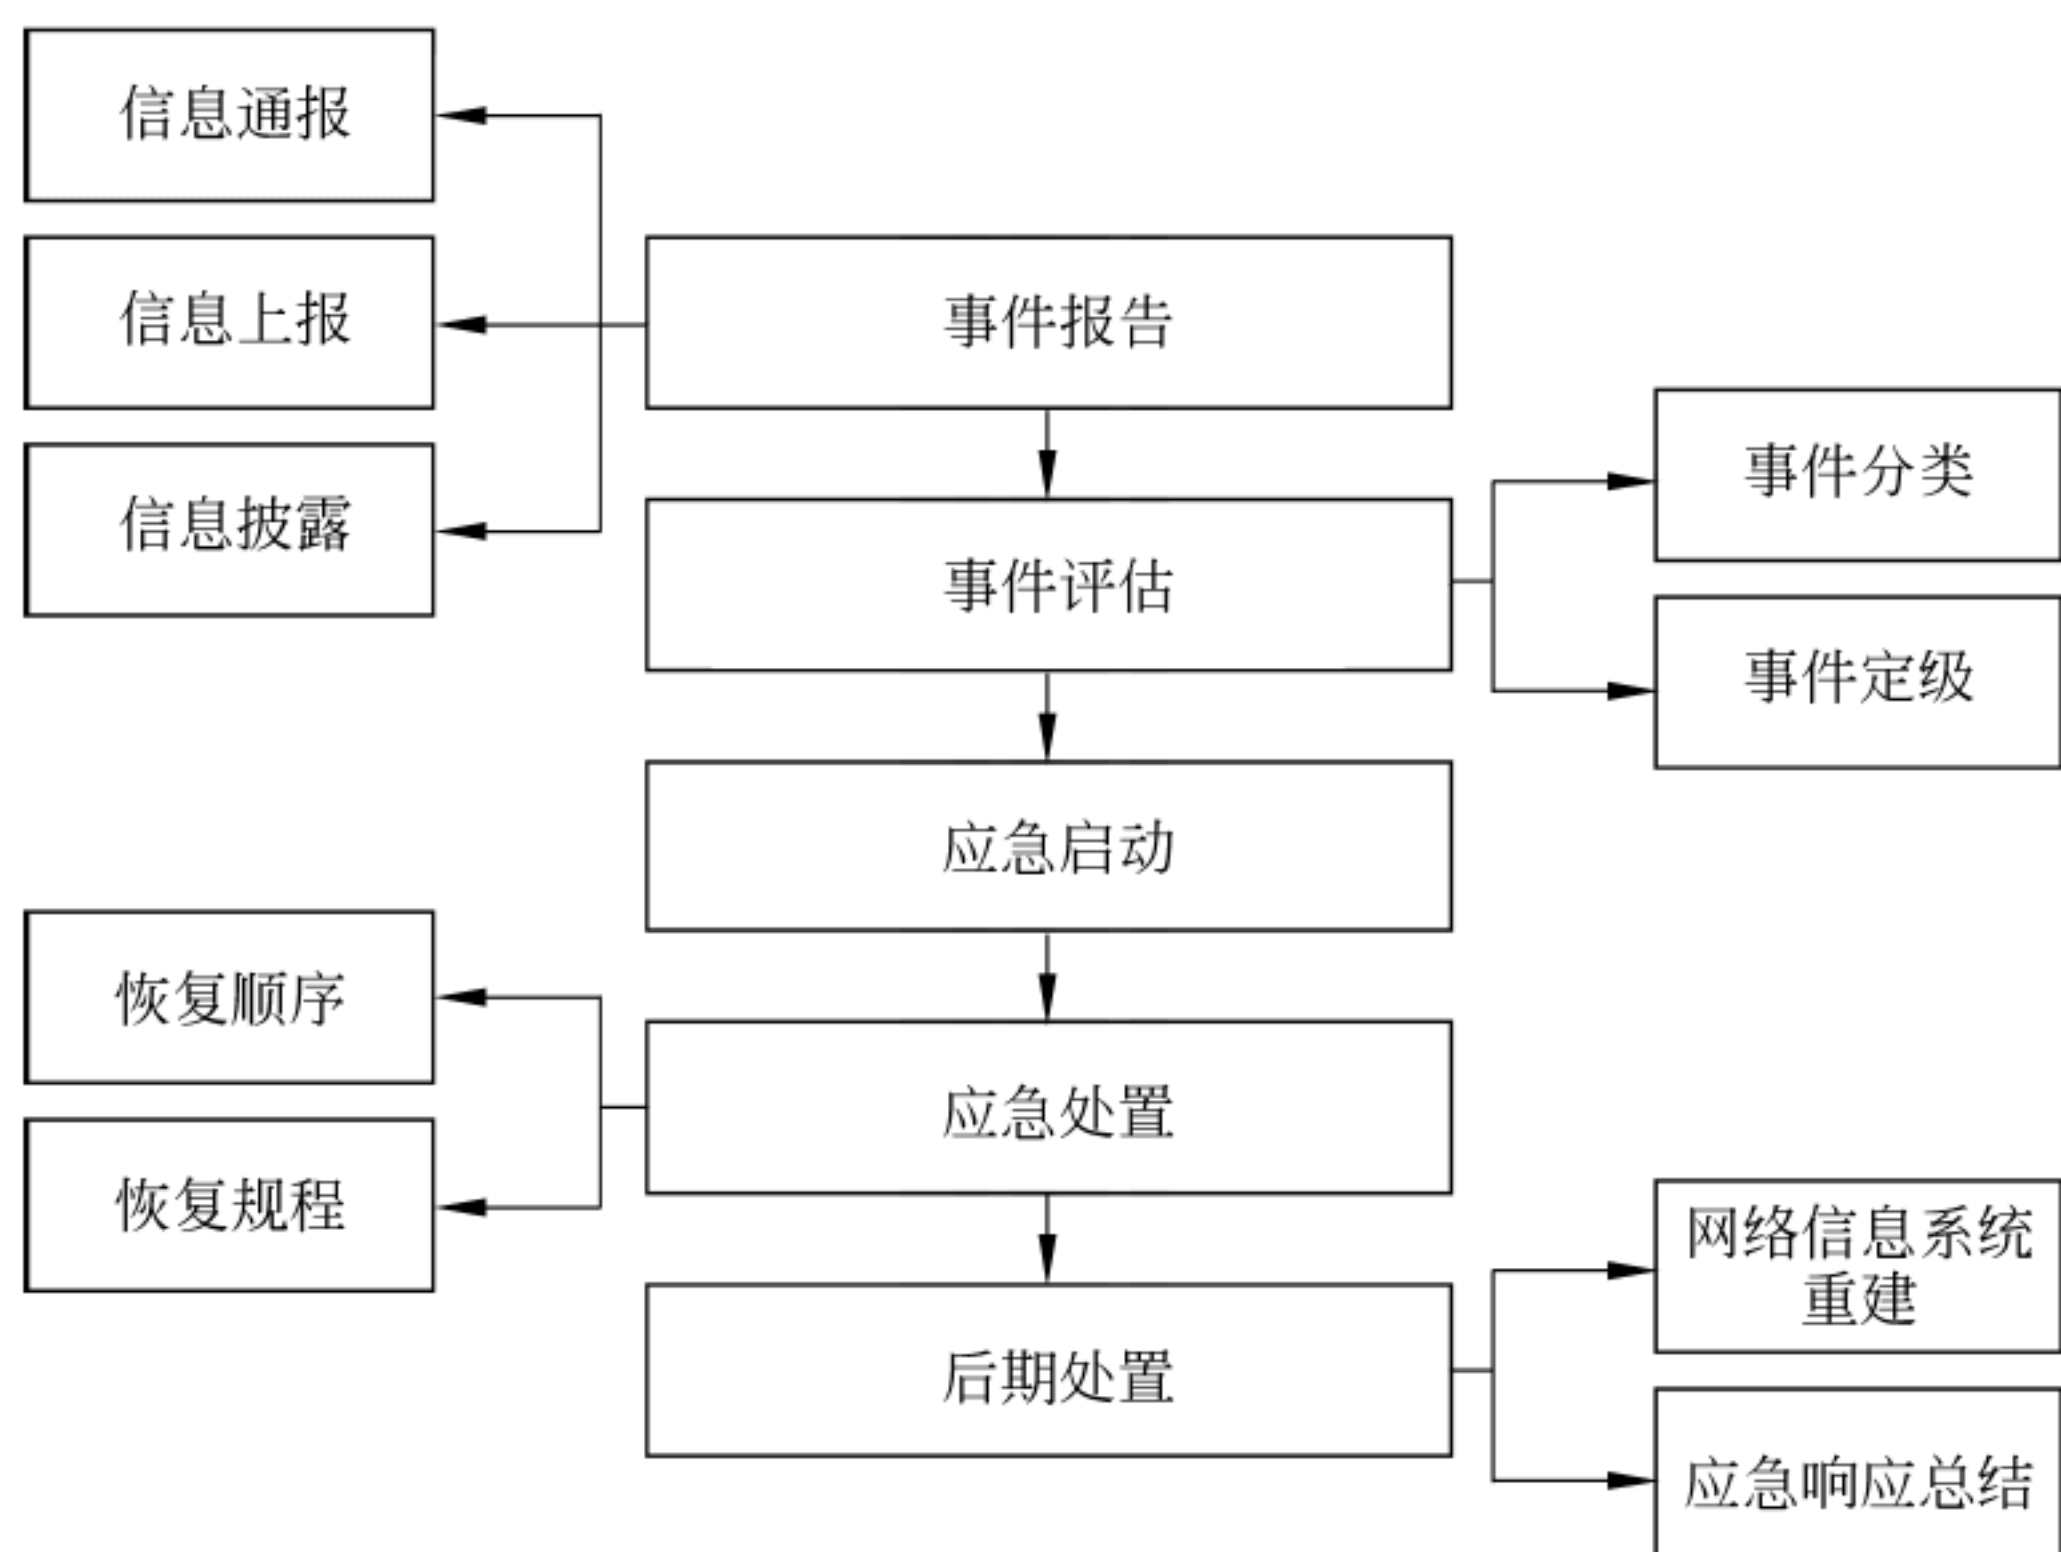 信息通报
信息上报
事件报告
事件分类
信息披露
事件评估
事件定级
应急启动
恢复顺序
应急处置
恢复规程
网络信息系统
重建
后期处置
应急响应总结